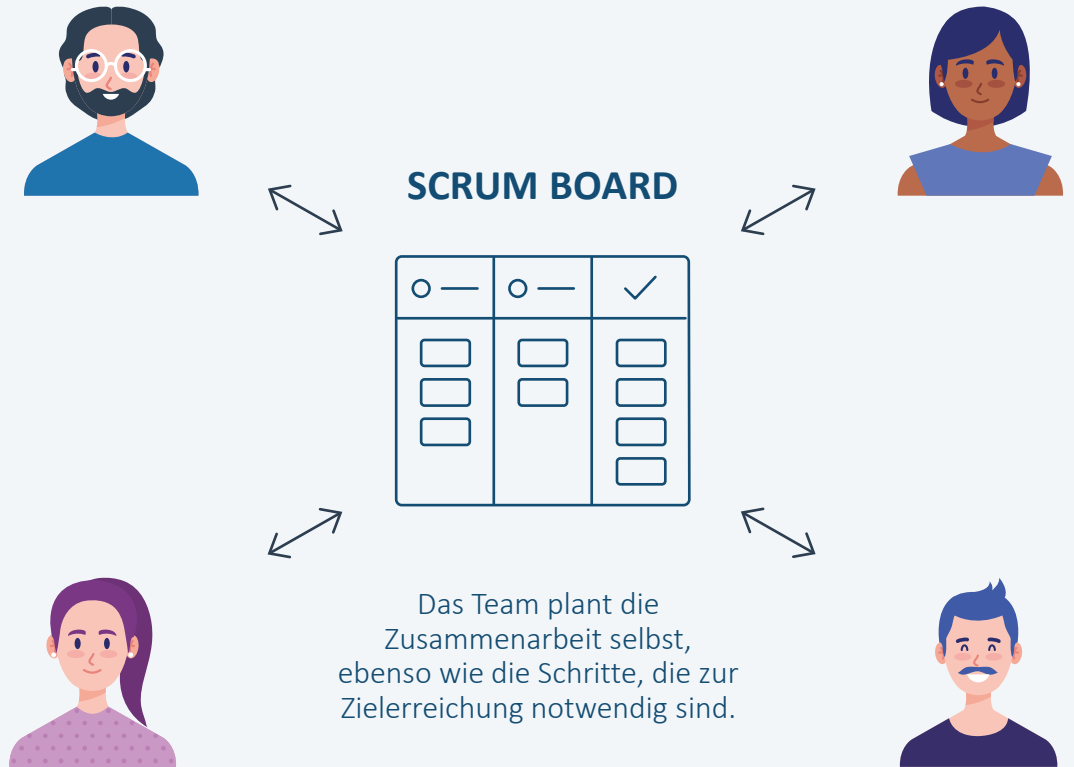 SCRUM BOARD
Das Team plant die
Zusammenarbeit selbst,
ebenso wie die Schritte, die zur
Zielerreichung notwendig sind.